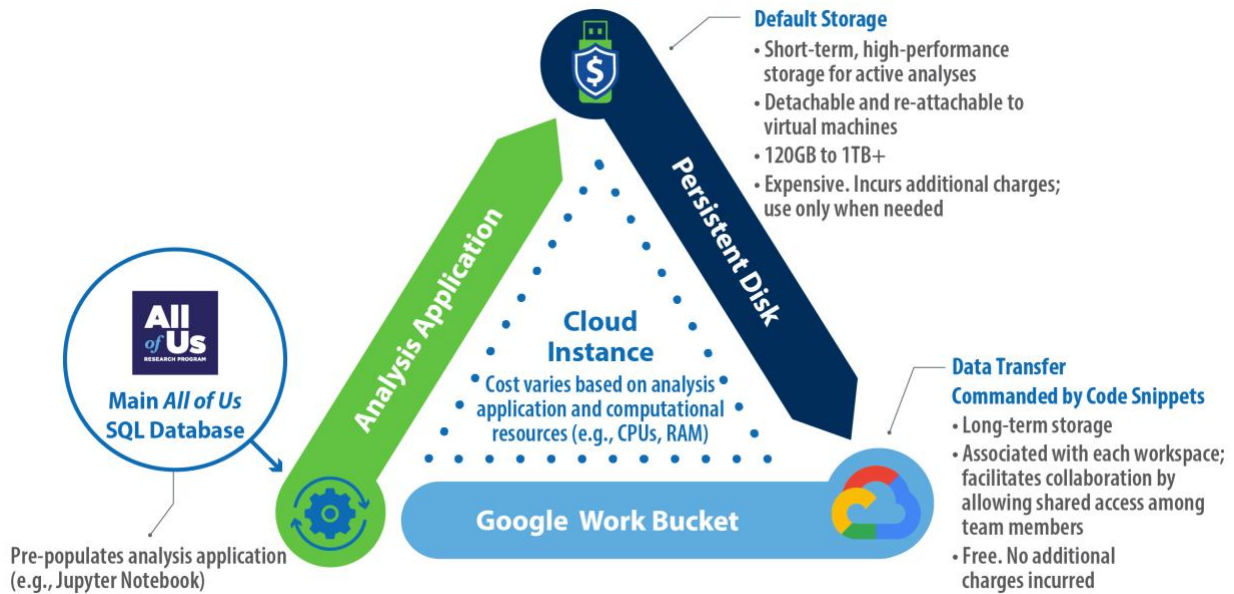 Default Storage
• Short-term, high-performance
storage for active analyses
• Detachable and re-attachable to
virtual machines
• 120GB to 1TB+
• Expensive. Incurs additional charges;
use only when needed
$
Persistent Disk
Analysis Application
All
of Us
RESEARCH PROGRAM
Main All of Us
SQL Database
Pre-populates analysis application
(e.g., Jupyter Notebook)
Cloud
Instance
Cost varies based on analysis
application and computational
resources (e.g., CPUs, RAM)
Google Work Bucket
Data Transfer
Commanded by Code Snippets
• Long-term storage
• Associated with each workspace;
facilitates collaboration by
allowing shared access among
team members
• Free. No additional
charges incurred